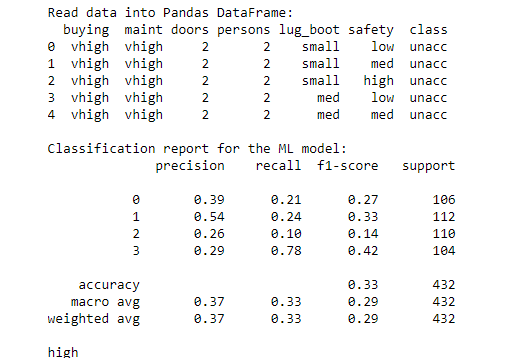 Read data into Pandas DataFrame:
buying maint doors persons lug_boot safety class
0 vhigh vhigh 2 2 small low unacc
1 vhigh vhigh 2 2 small med unacc
2 vhigh vhigh 2 2 small high unacc
3 vhigh vhigh 2 2 med low unacc
4 vhigh vhigh 2 2 med med unacc
Classification report for the ML model:
precision recall f1-score support
0 0.39 0.21 0.27 106
1 0.54 0.24 0.33 112
2 0.26 0.10 0.14 110
3 0.29 0.78 0.42 104
accuracy 0.33 432
macro avg 0.37 0.33 0.29 432
weighted avg 0.37 0.33 0.29 432
high